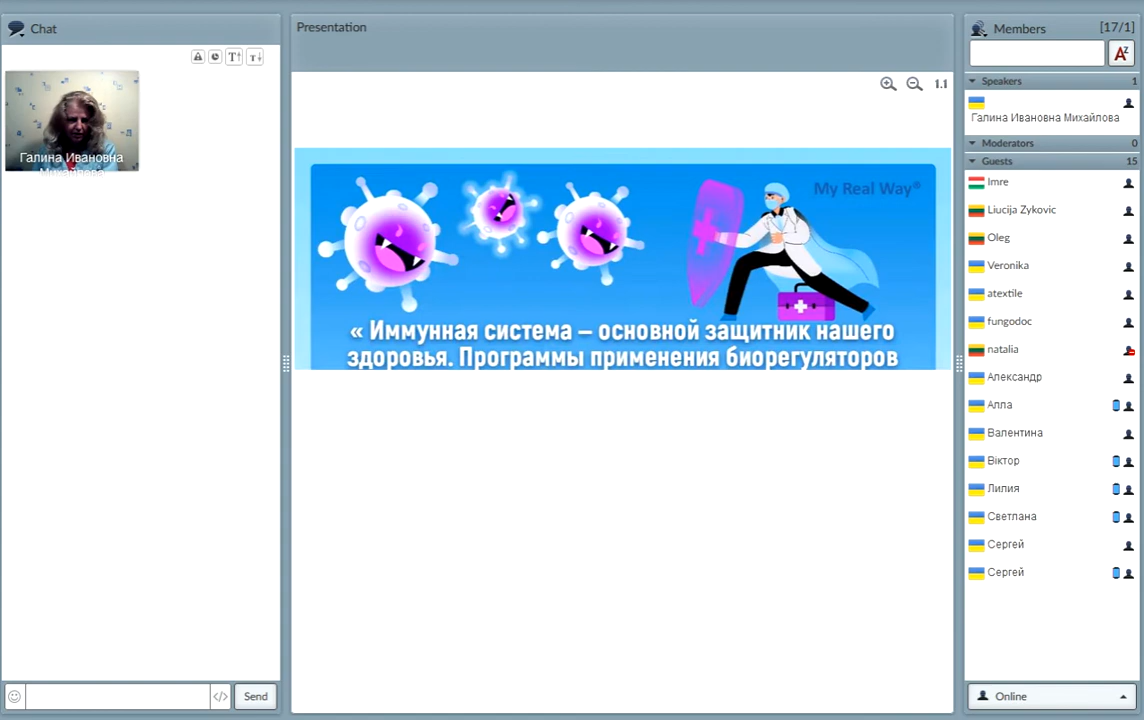 Chat
Галина Ивановна
Михайлова
Send
Presentation
1.1
My Real Way®
« Иммунная система – основной защитник нашего
здоровья. Программы применения биорегуляторов
Members [17/1]
Speakers 1
Галина Ивановна Михайлова
Moderators 0
Guests 15
Imre
Liucija Zykovic
Oleg
Veronika
atextile
fungodoc
natalia
Александр
Алла
Валентина
Віктор
Лилия
Светлана
Сергей
Сергей
Online